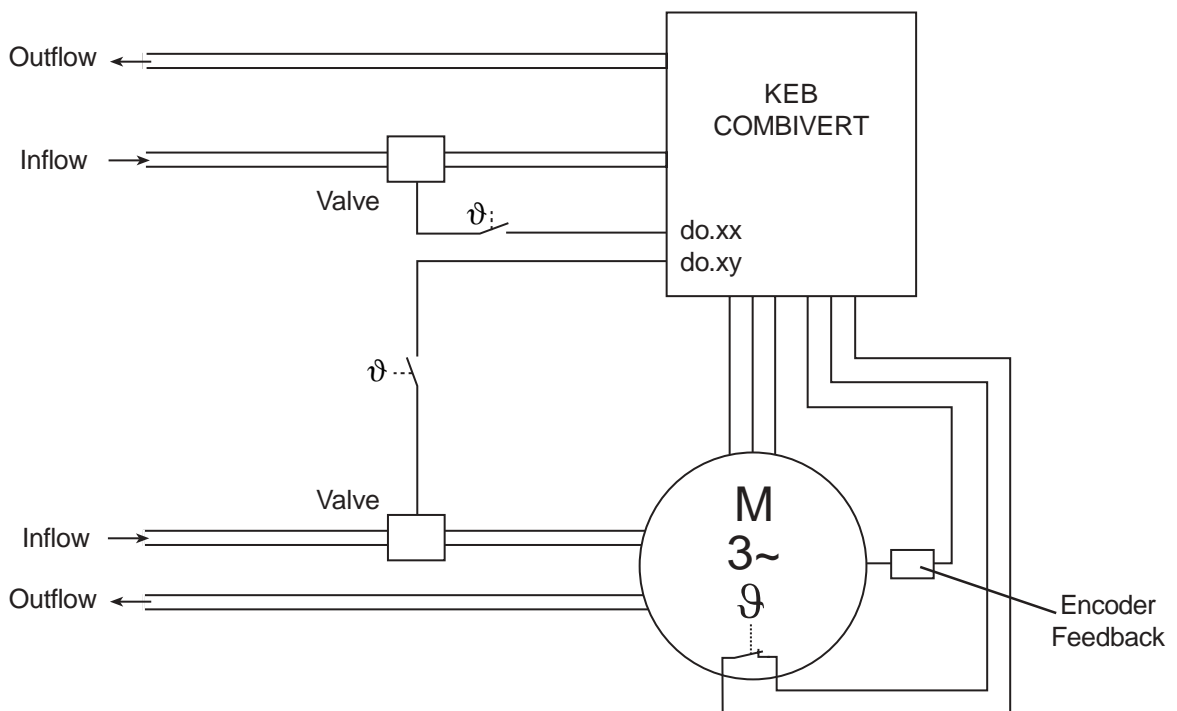 Outflow
KEB
COMBIVERT
Inflow
Valve
ϑ
do.xx
do.xy
ϑ
Valve
Inflow
Outflow
M
3~
ϑ
Encoder
Feedback